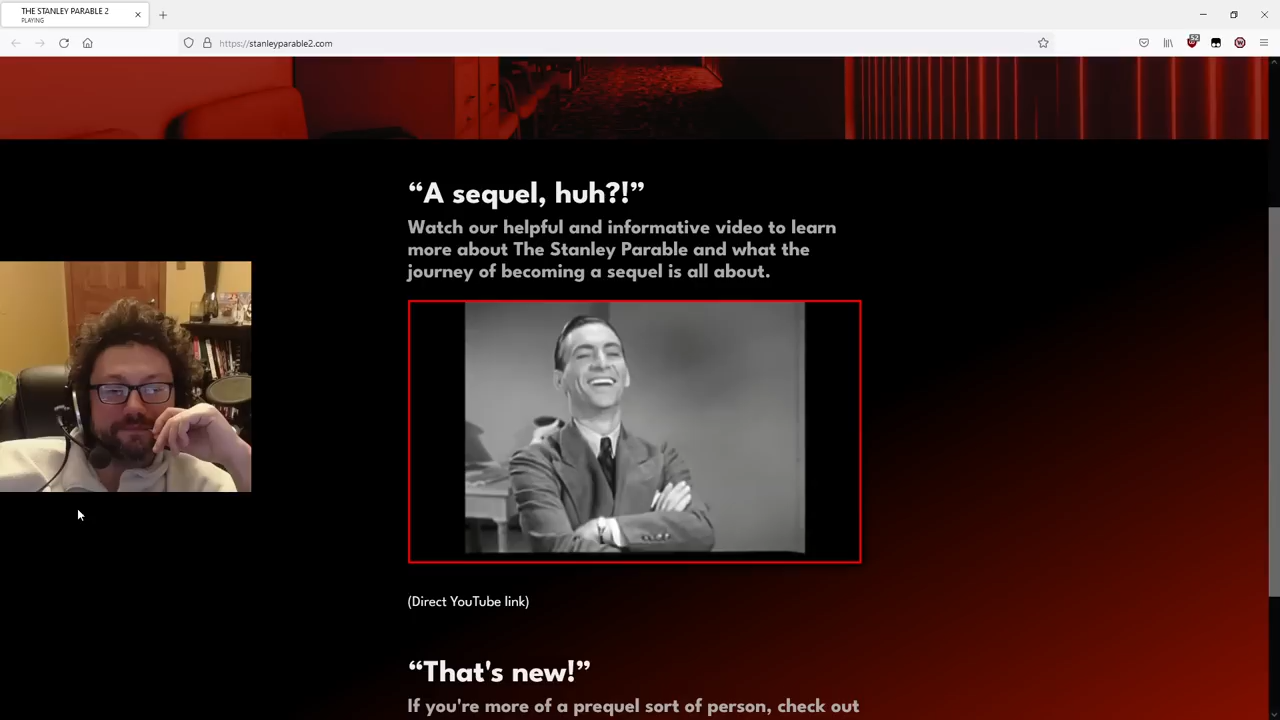 THE STANLEY PARABLE 2
PLAYING
https://stanleyparable2.com
“A sequel, huh?!”
Watch our helpful and informative video to learn
more about The Stanley Parable and what the
journey of becoming a sequel is all about.
(Direct YouTube link)
“That's new!”
If you're more of a prequel sort of person, check out